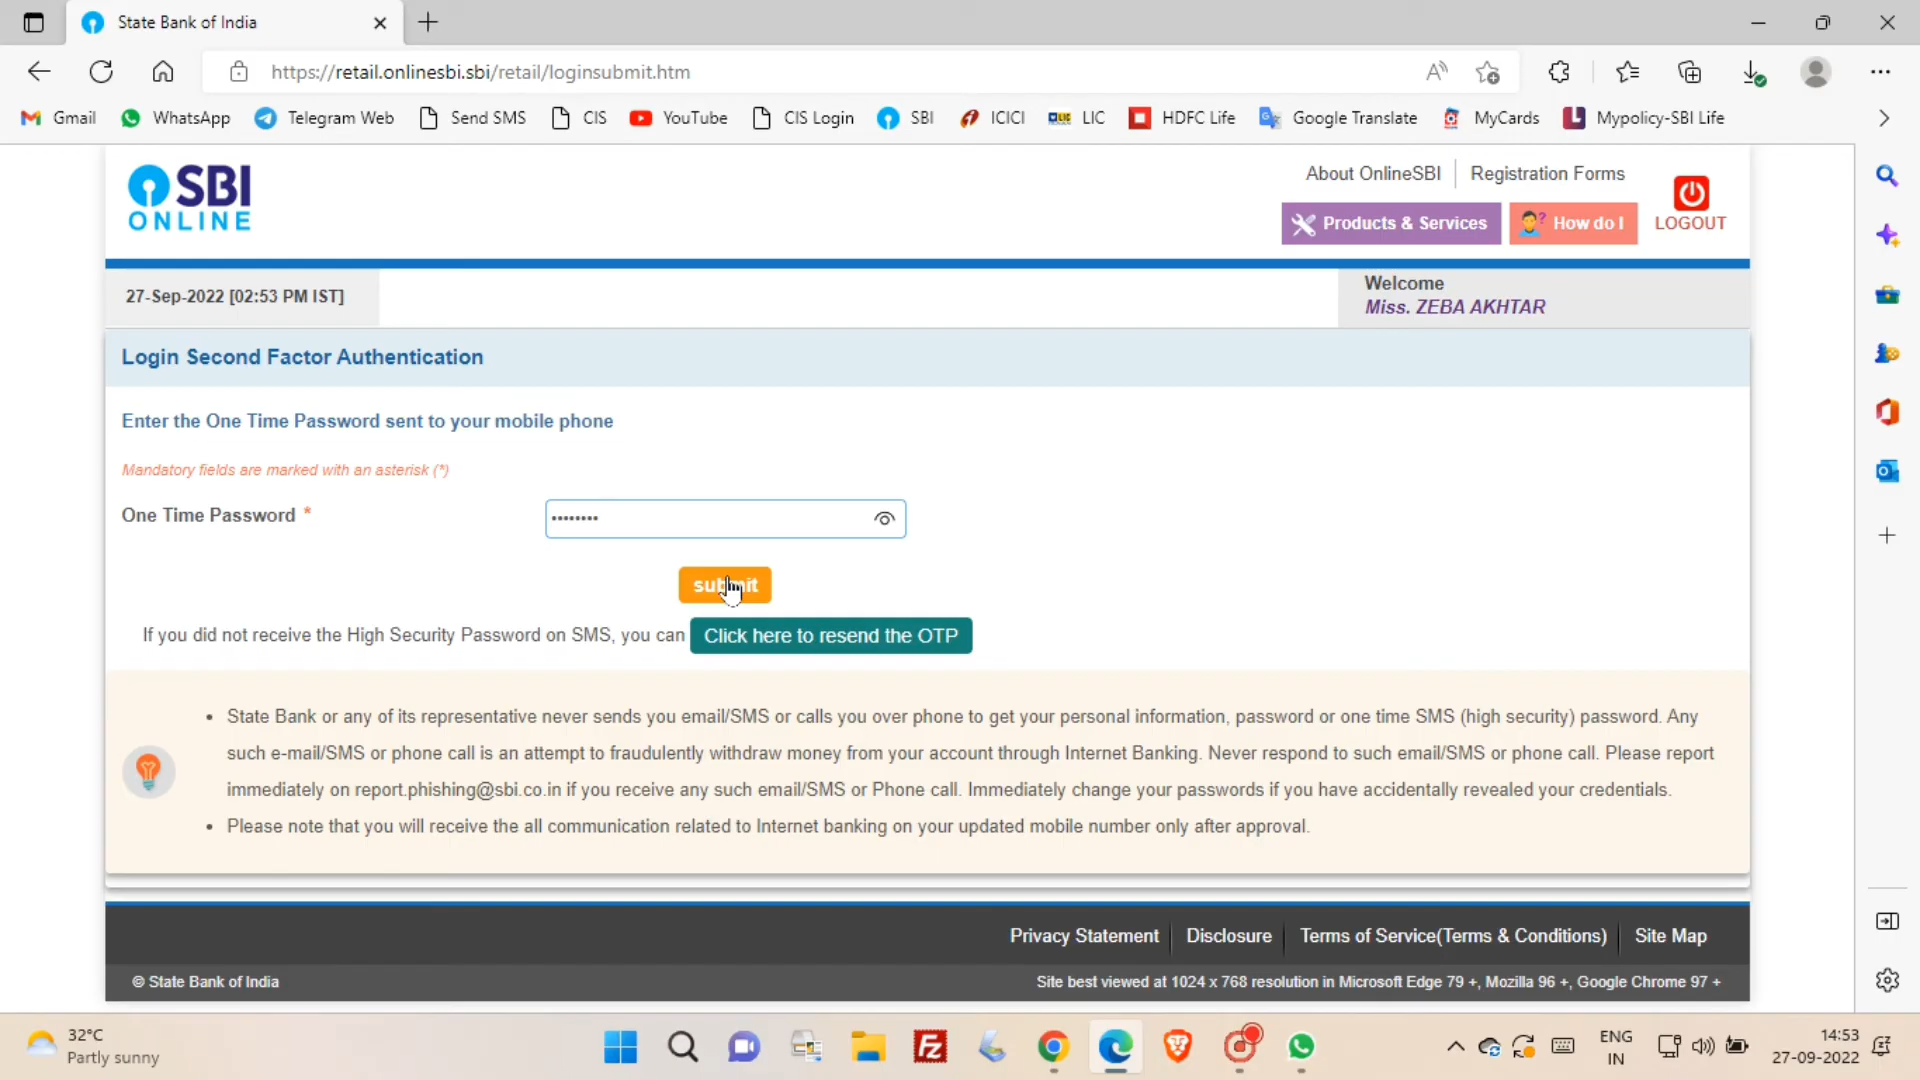 State Bank of India
https://retail.onlinesbi.sbi/retail/loginsubmit.htm
Gmail WhatsApp Telegram Web Send SMS CIS YouTube CIS Login SBI ICICI LIC HDFC Life Google Translate MyCards Mypolicy-SBI Life
SBI
ONLINE
About OnlineSBI Registration Forms
Products & Services How do I LOGOUT
27-Sep-2022 [02:53 PM IST]
Welcome
Miss. ZEBA AKHTAR
Login Second Factor Authentication
Enter the One Time Password sent to your mobile phone
Mandatory fields are marked with an asterisk (*)
One Time Password * ••••••••
submit
If you did not receive the High Security Password on SMS, you can Click here to resend the OTP
• State Bank or any of its representative never sends you email/SMS or calls you over phone to get your personal information, password or one time SMS (high security) password. Any
such e-mail/SMS or phone call is an attempt to fraudulently withdraw money from your account through Internet Banking. Never respond to such email/SMS or phone call. Please report
immediately on report.phishing@sbi.co.in if you receive any such email/SMS or Phone call. Immediately change your passwords if you have accidentally revealed your credentials.
• Please note that you will receive the all communication related to Internet banking on your updated mobile number only after approval.
Privacy Statement Disclosure Terms of Service(Terms & Conditions) Site Map
© State Bank of India Site best viewed at 1024 x 768 resolution in Microsoft Edge 79 +, Mozilla 96 +, Google Chrome 97 +
32°C
Partly sunny
ENG
IN
14:53
27-09-2022